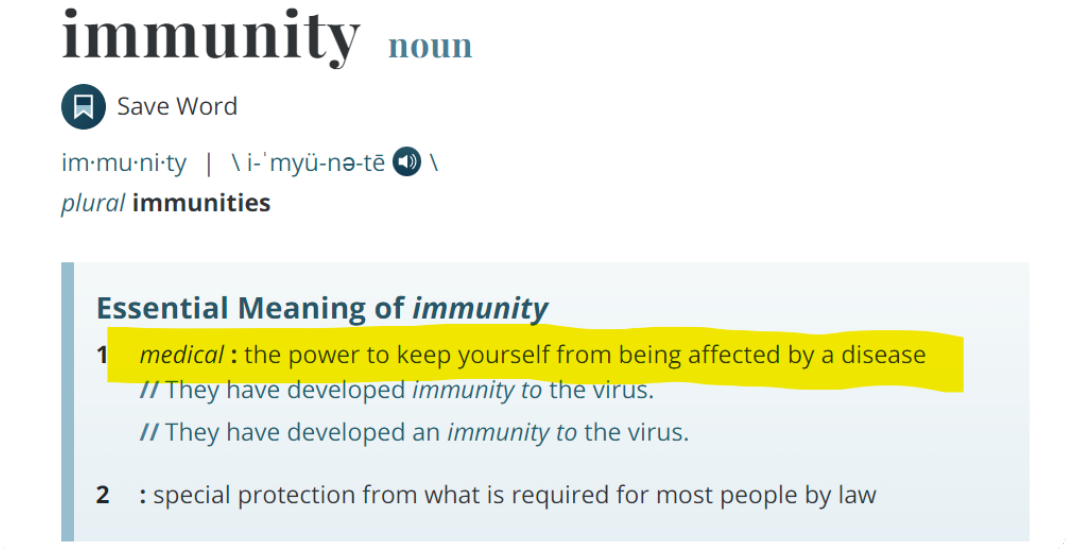 immunity noun
Save Word
im·mu·ni·ty | \ i-ˈmyü-nə-tē \
plural immunities
Essential Meaning of immunity
1 medical : the power to keep yourself from being affected by a disease
// They have developed immunity to the virus.
// They have developed an immunity to the virus.
2 : special protection from what is required for most people by law